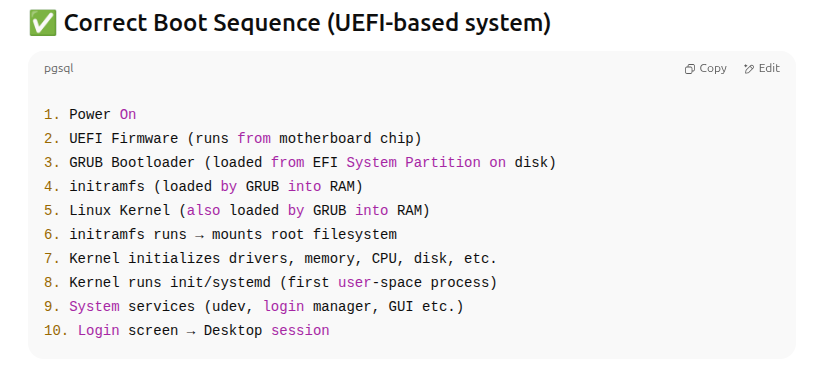 ✅ Correct Boot Sequence (UEFI-based system)
pgsql
Copy Edit
1. Power On
2. UEFI Firmware (runs from motherboard chip)
3. GRUB Bootloader (loaded from EFI System Partition on disk)
4. initramfs (loaded by GRUB into RAM)
5. Linux Kernel (also loaded by GRUB into RAM)
6. initramfs runs → mounts root filesystem
7. Kernel initializes drivers, memory, CPU, disk, etc.
8. Kernel runs init/systemd (first user-space process)
9. System services (udev, login manager, GUI etc.)
10. Login screen → Desktop session